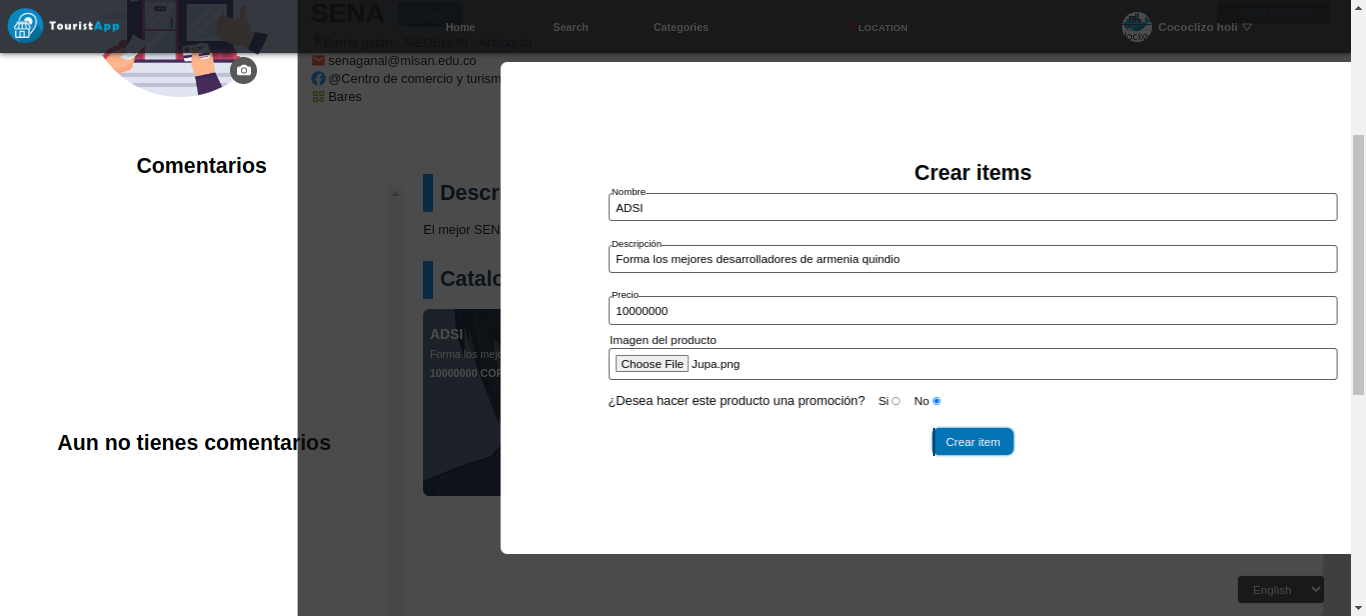 TouristApp
Home
Search
Categories
LOCATION
Cococlizo holi
SENA
Barrio galan - MEDELLIN - Antioquia
senaganal@misan.edu.co
@Centro de comercio y turism
Bares
Comentarios
Aun no tienes comentarios
Descr
El mejor SEN
Catalo
ADSI
Forma los mejo
10000000 COP
Crear items
Nombre
ADSI
Descripción
Forma los mejores desarrolladores de armenia quindio
Precio
10000000
Imagen del producto
Choose File Jupa.png
¿Desea hacer este producto una promoción? Si No
Crear item
English